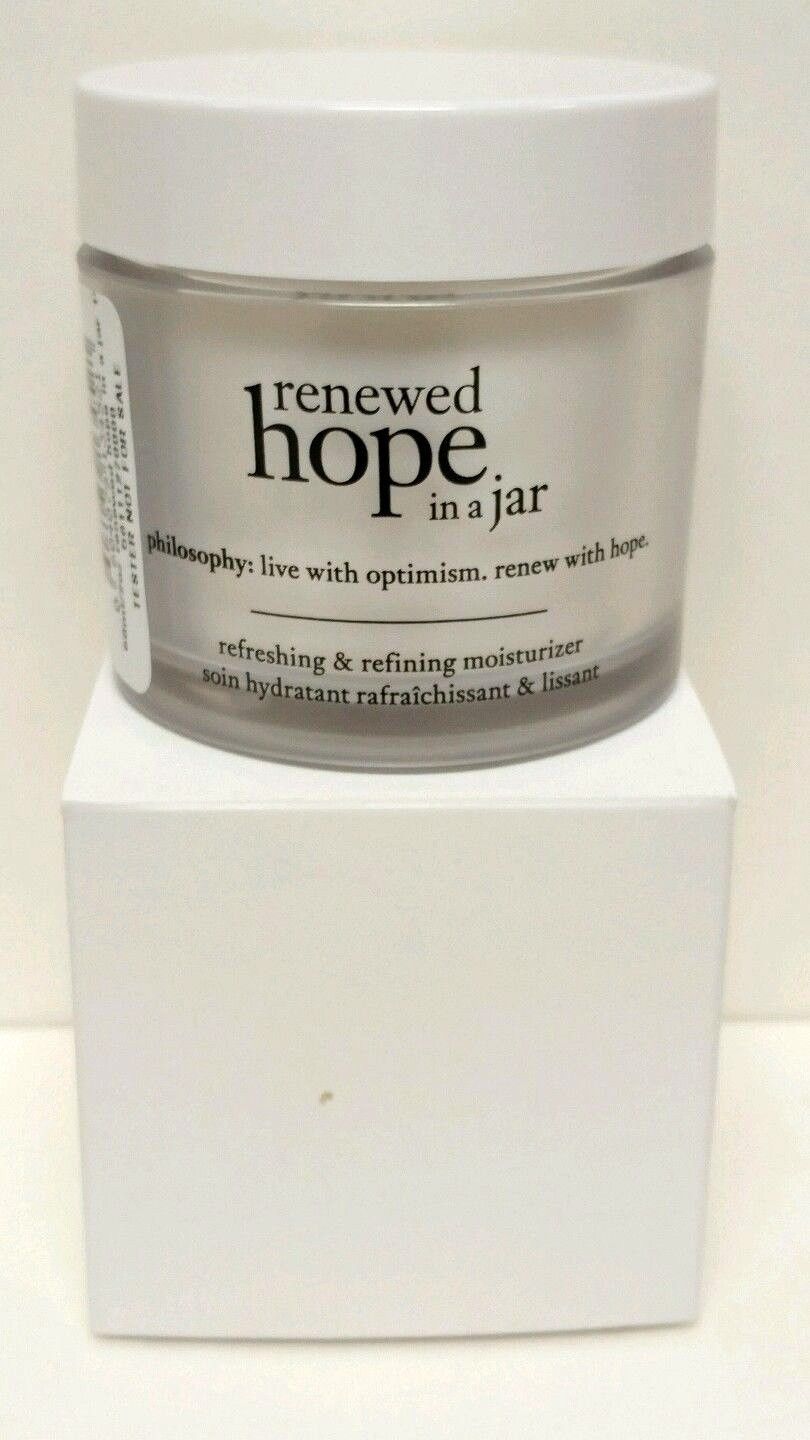 renewed
hope
in a jar
philosophy: live with optimism. renew with hope.
refreshing & refining moisturizer
soin hydratant rafraîchissant & lissant
TESTER NOT FOR SALE